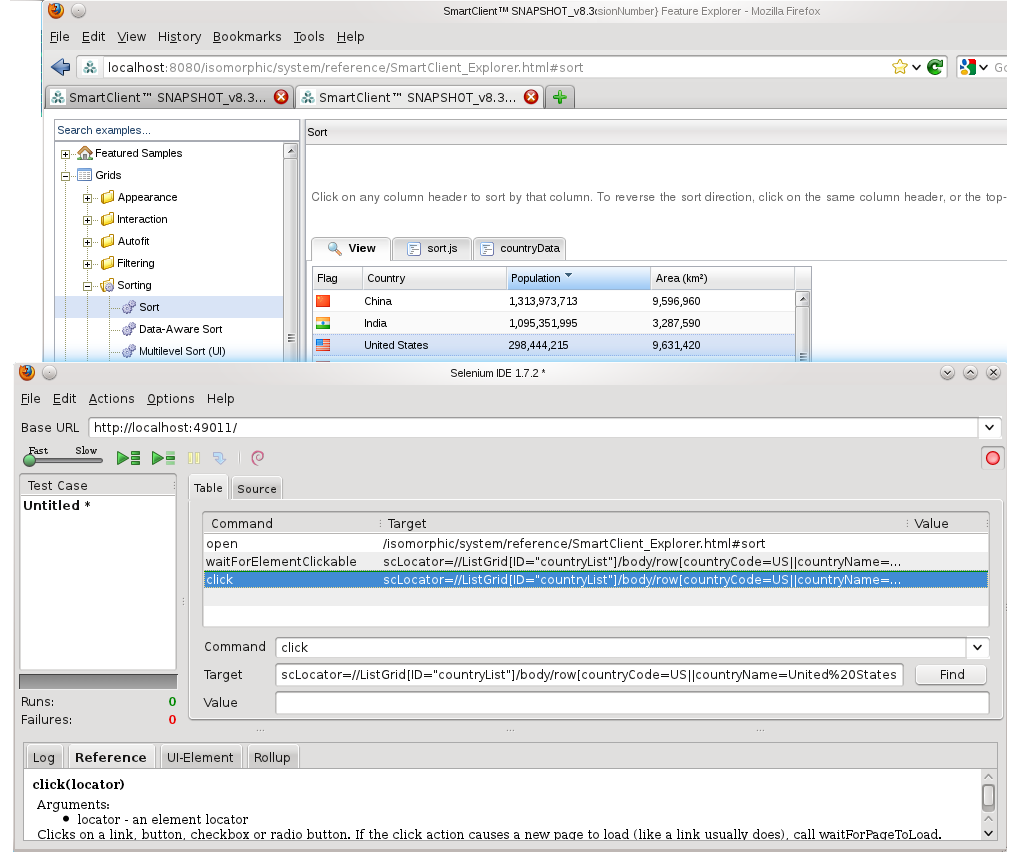 SmartClient™ SNAPSHOT_v8.3 sionNumber} Feature Explorer - Mozilla Firefox
File Edit View History Bookmarks Tools Help
localhost:8080/isomorphic/system/reference/SmartClient_Explorer.html#sort
SmartClient™ SNAPSHOT_v8.3... SmartClient™ SNAPSHOT_v8.3...
Search examples...
Sort
Featured Samples
Grids
Appearance
Interaction
Autofit
Filtering
Sorting
Sort
Data-Aware Sort
Multilevel Sort (UI)
Click on any column header to sort by that column. To reverse the sort direction, click on the same column header, or the top-
View sort.js countryData
Flag Country Population Area (km²)
China 1,313,973,713 9,596,960
India 1,095,351,995 3,287,590
United States 298,444,215 9,631,420
Selenium IDE 1.7.2 *
File Edit Actions Options Help
Base URL http://localhost:49011/
Fast Slow
Test Case
Untitled *
Table Source
Command Target Value
open /isomorphic/system/reference/SmartClient_Explorer.html#sort
waitForElementClickable scLocator=//ListGrid[ID="countryList"]/body/row[countryCode=US||countryName=...
click scLocator=//ListGrid[ID="countryList"]/body/row[countryCode=US||countryName=...
Command click
Target scLocator=//ListGrid[ID="countryList"]/body/row[countryCode=US||countryName=United%20States Find
Value
Runs: 0
Failures: 0
Log Reference UI-Element Rollup
click(locator)
Arguments:
• locator - an element locator
Clicks on a link, button, checkbox or radio button. If the click action causes a new page to load (like a link usually does), call waitForPageToLoad.